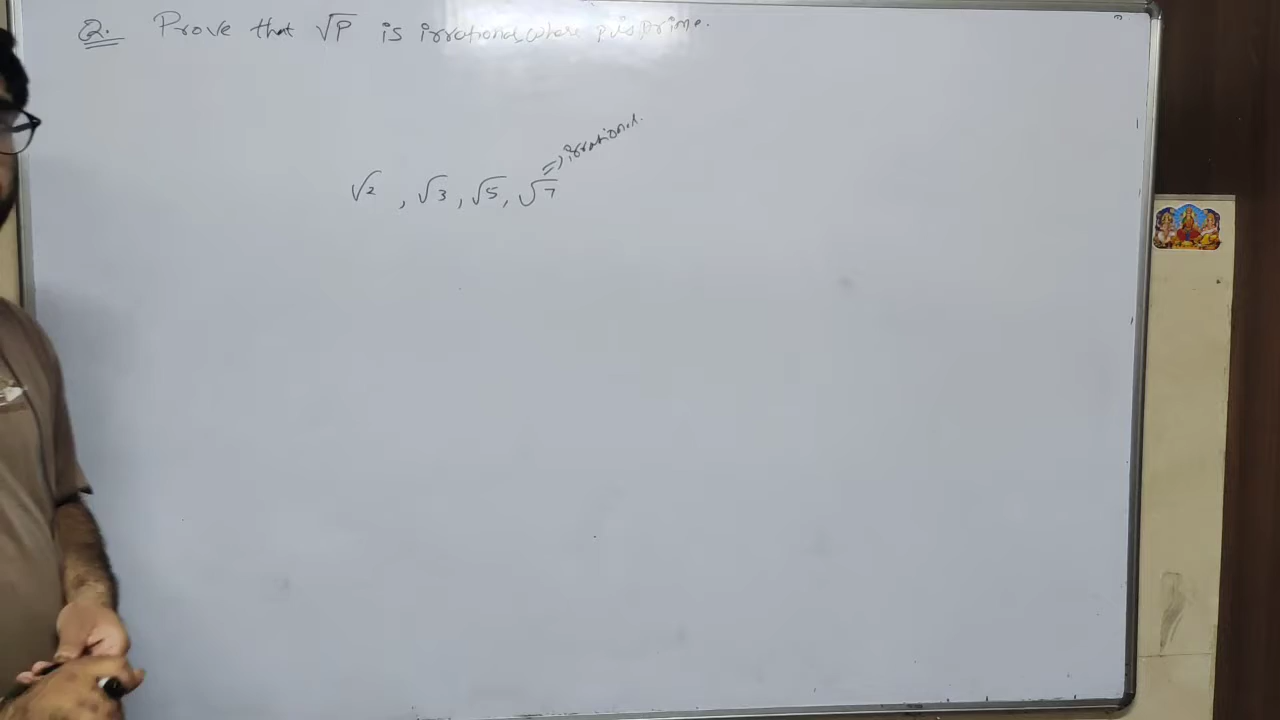 Q. Prove that √P is irrational, where p is prime.
⇒ irrational.
√2 , √3 , √5 , √7